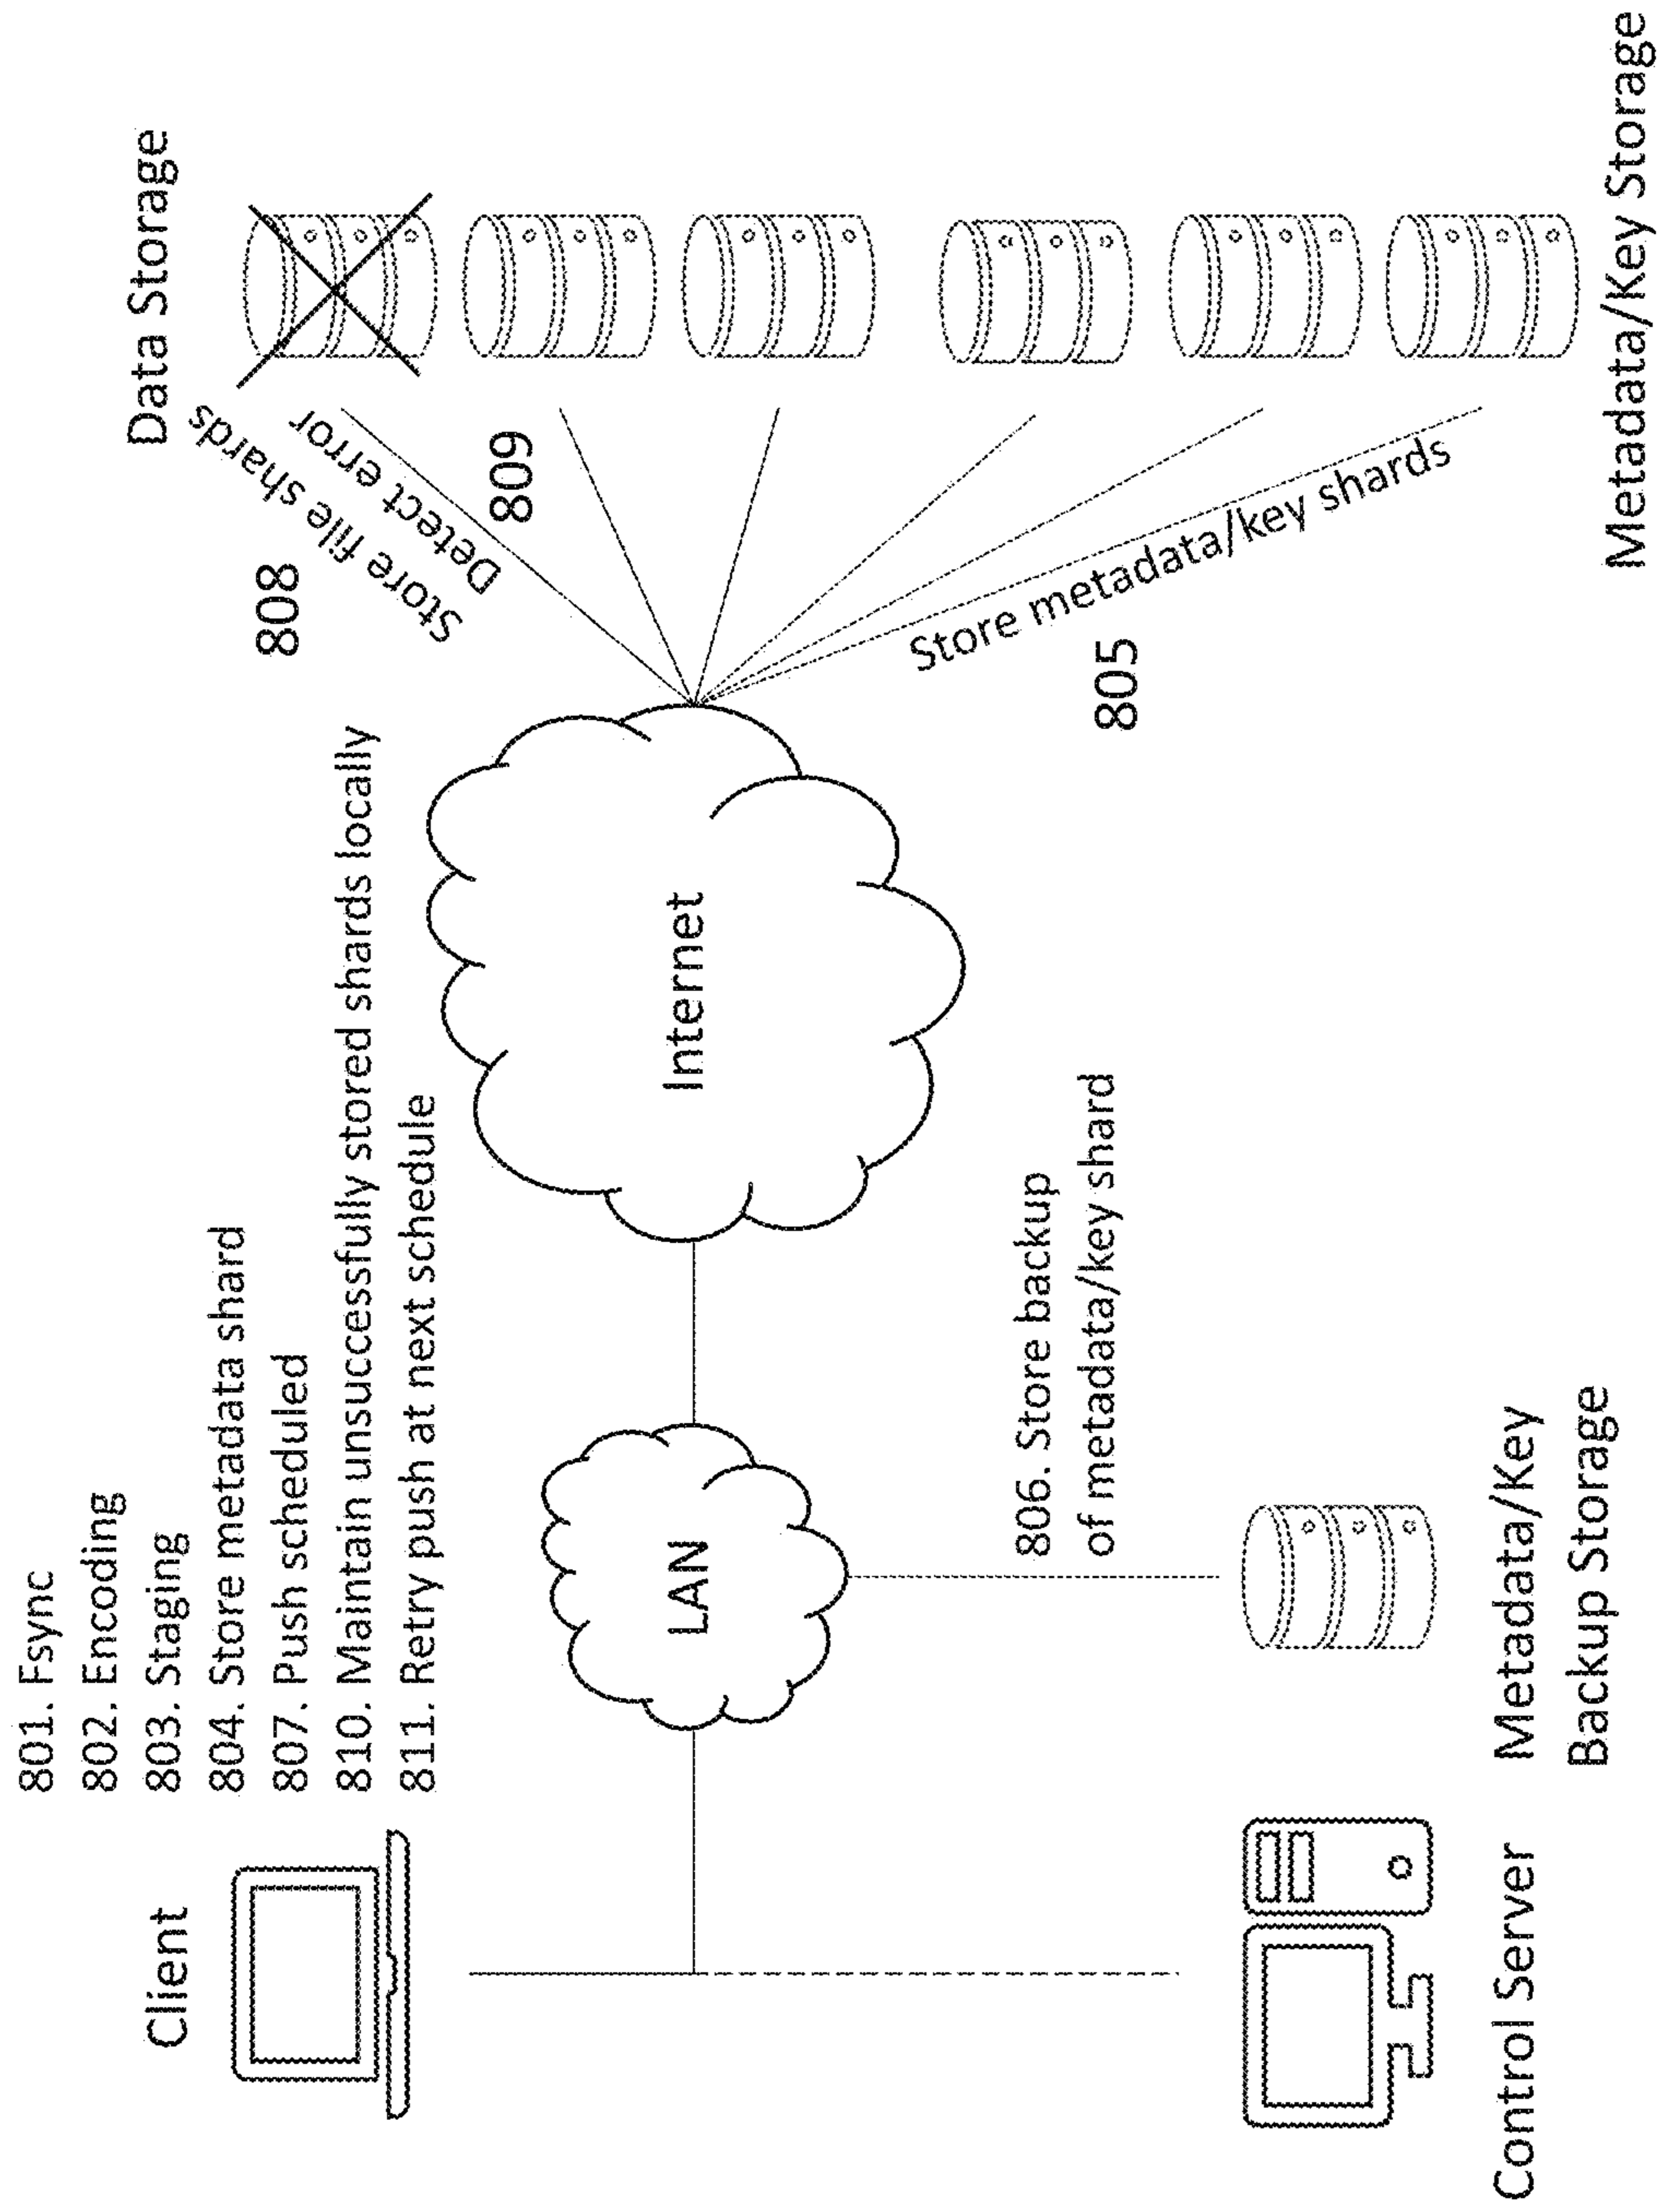 Client
801. Fsync
802. Encoding
803. Staging
804. Store metadata shard
807. Push scheduled
810. Maintain unsuccessfully stored shards locally
811. Retry push at next schedule
Data Storage
808
Store file shards
Detect error
809
LAN
Internet
Store metadata/key shards
805
806. Store backup
of metadata/key shard
Control Server
Metadata/Key
Backup Storage
Metadata/Key Storage